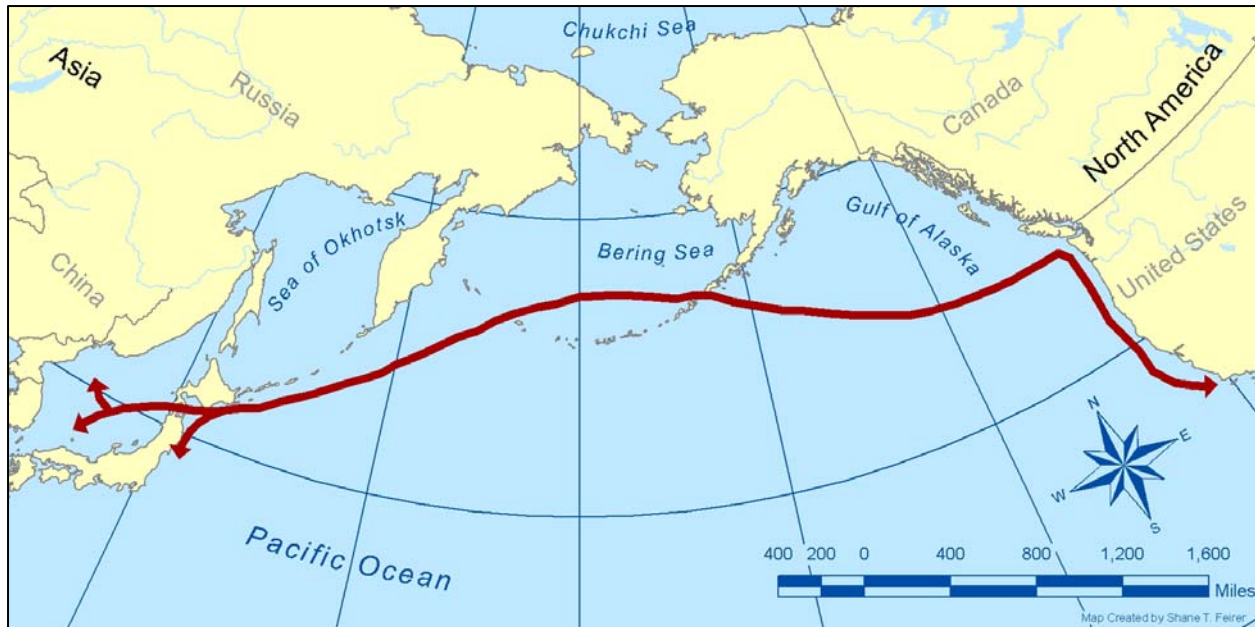 Chukchi Sea
Asia
Russia
Canada
North America
Sea of Okhotsk
Gulf of Alaska
Bering Sea
China
United States
N
E
W
S
Pacific Ocean
400 200 0 400 800 1,200 1,600
Miles
Map Created by Shane T. Feirer